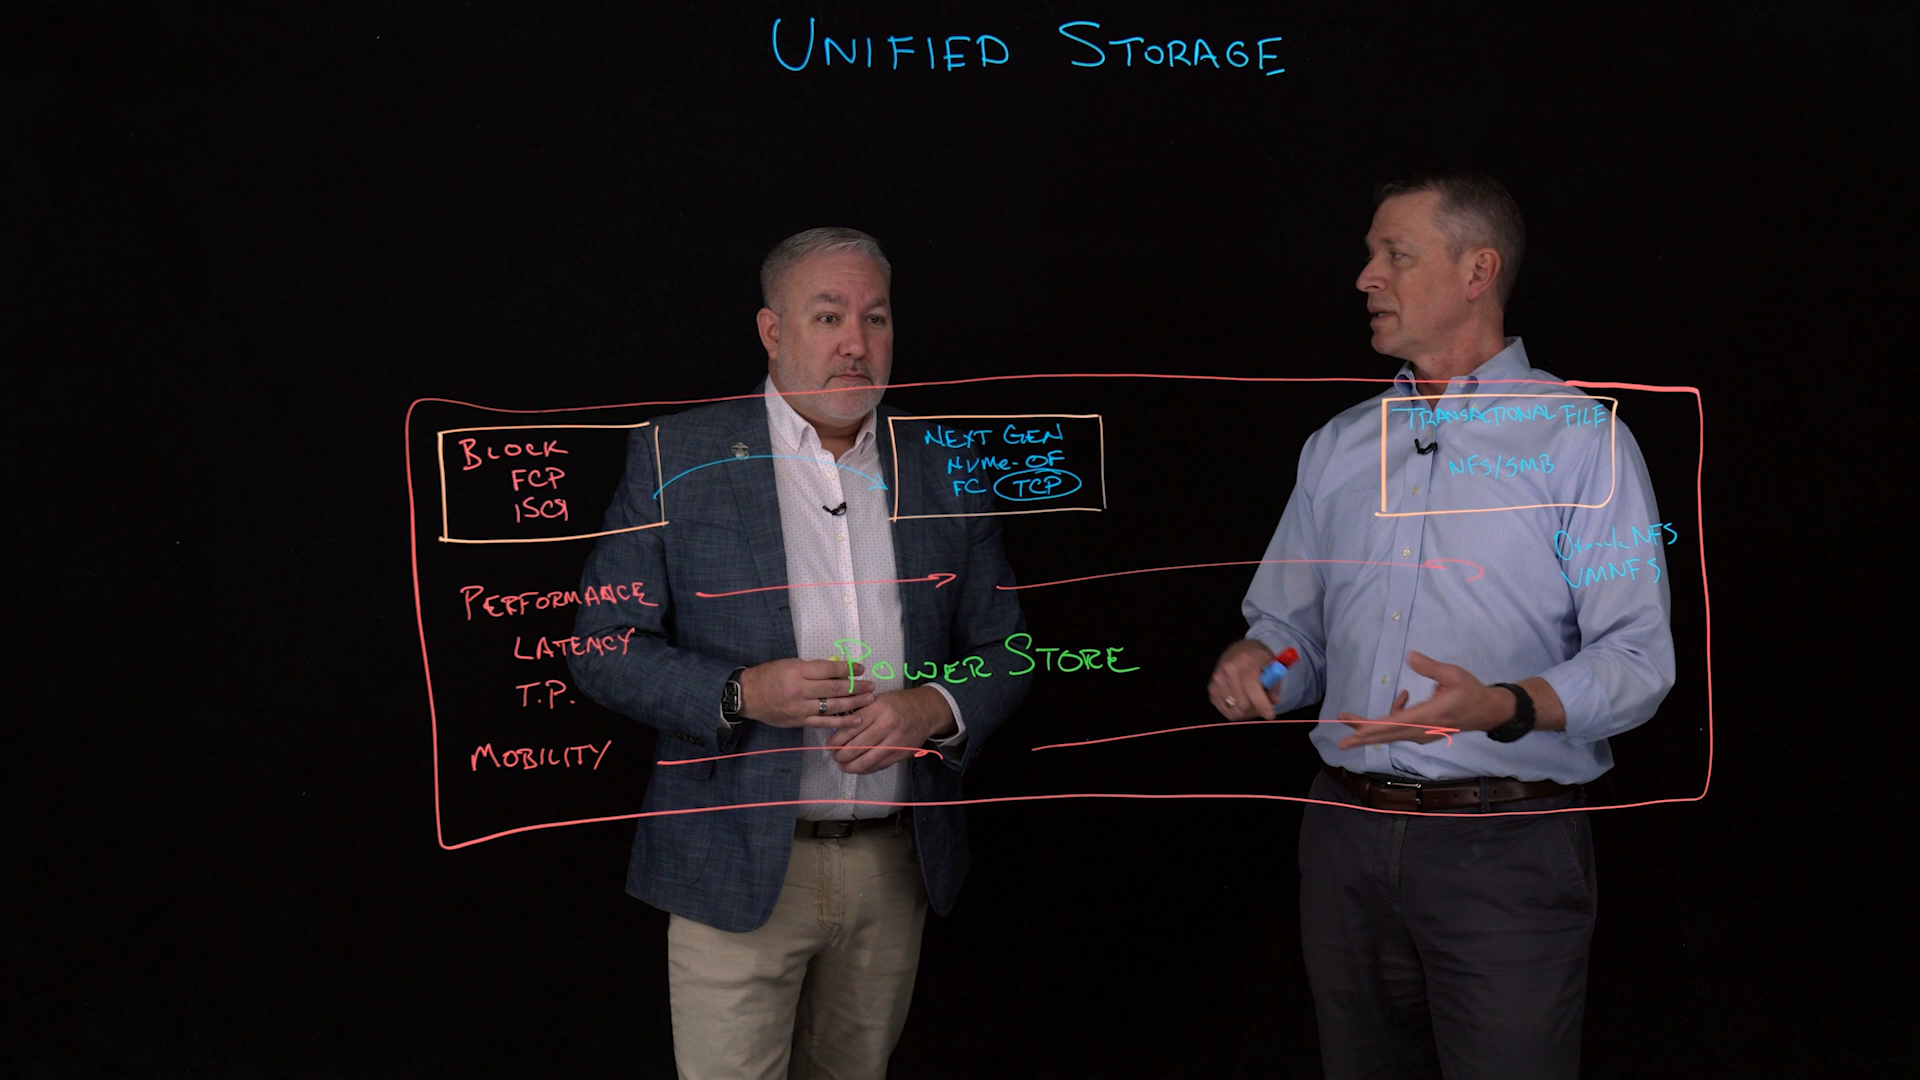 UNIFIED STORAGE
BLOCK
FCP
iSCSI
NEXT GEN
NVMe-OF
FC TCP
TRANSACTIONAL FILE
NFS/SMB
NFS
VMNFS
PERFORMANCE
LATENCY
T.P.
POWER STORE
MOBILITY